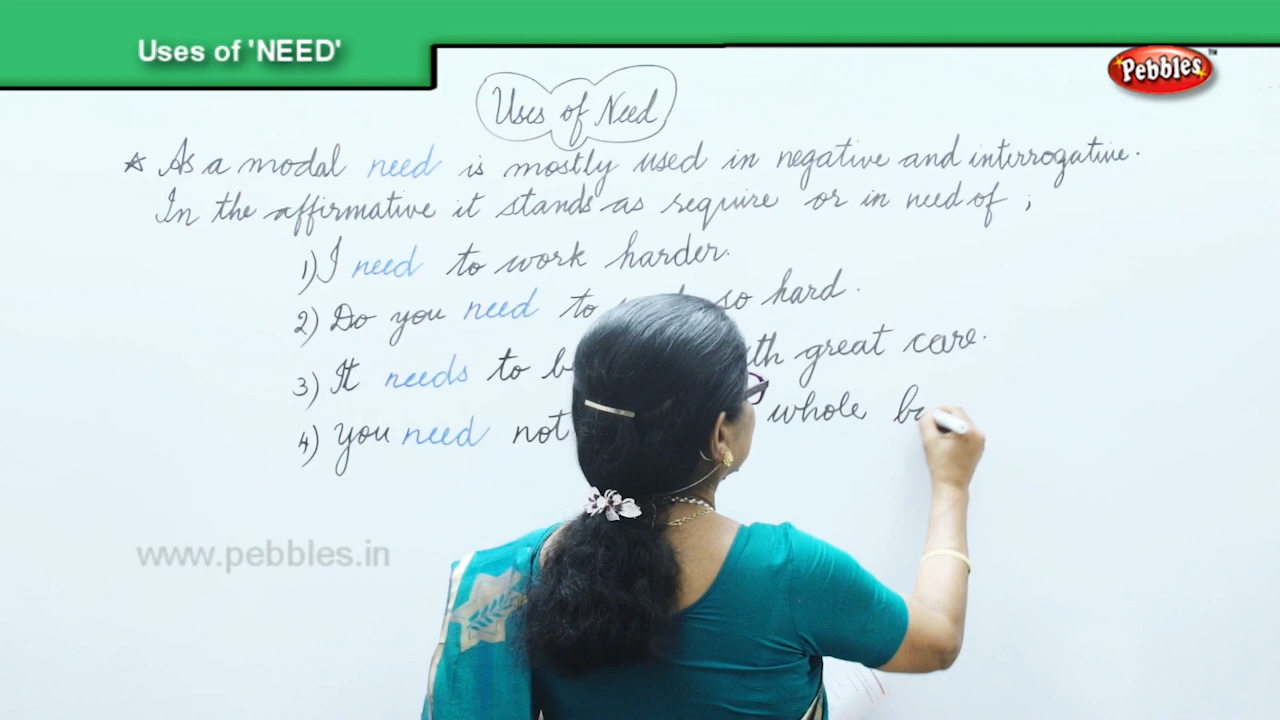 Uses of 'NEED'
Pebbles™
Uses of Need
☆ As a modal need is mostly used in negative and interrogative.
In the affirmative it stands as require or in need of ;
1) I need to work harder.
2) Do you need to so hard.
3) It needs to great care.
4) You need not whole
www.pebbles.in